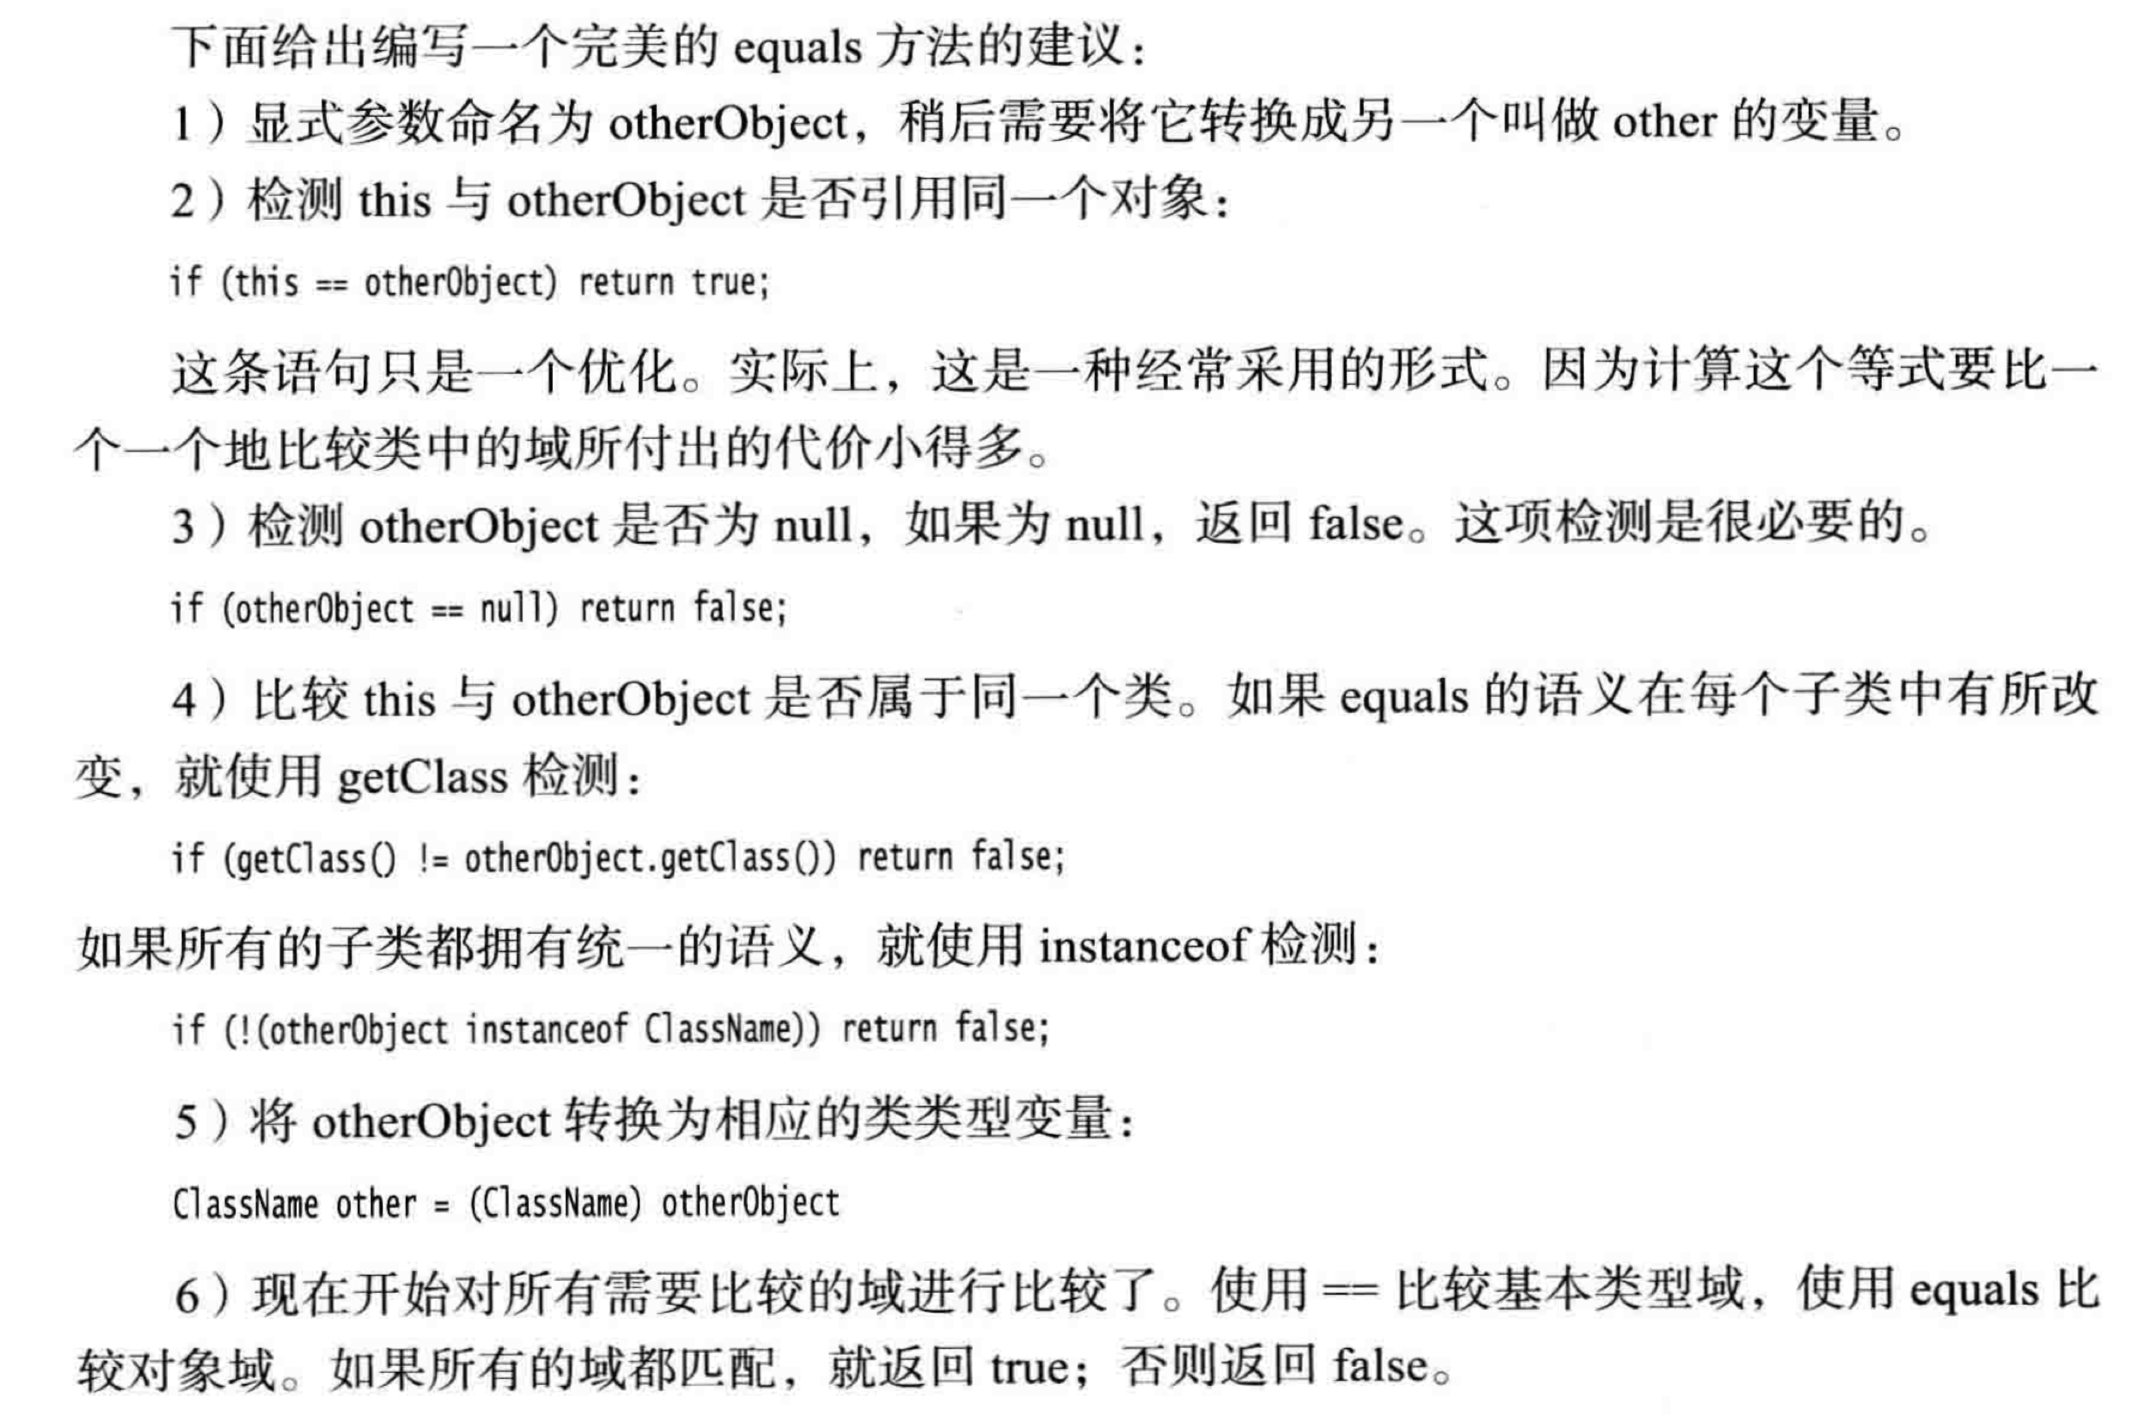 下面给出编写一个完美的 equals 方法的建议：
1）显式参数命名为 otherObject，稍后需要将它转换成另一个叫做 other 的变量。
2）检测 this 与 otherObject 是否引用同一个对象：
if (this == otherObject) return true;
这条语句只是一个优化。实际上，这是一种经常采用的形式。因为计算这个等式要比一
个一个地比较类中的域所付出的代价小得多。
3）检测 otherObject 是否为 null，如果为 null，返回 false。这项检测是很必要的。
if (otherObject == null) return false;
4）比较 this 与 otherObject 是否属于同一个类。如果 equals 的语义在每个子类中有所改
变，就使用 getClass 检测：
if (getClass() != otherObject.getClass()) return false;
如果所有的子类都拥有统一的语义，就使用 instanceof 检测：
if (!(otherObject instanceof ClassName)) return false;
5）将 otherObject 转换为相应的类类型变量：
ClassName other = (ClassName) otherObject
6）现在开始对所有需要比较的域进行比较了。使用 == 比较基本类型域，使用 equals 比
较对象域。如果所有的域都匹配，就返回 true；否则返回 false。